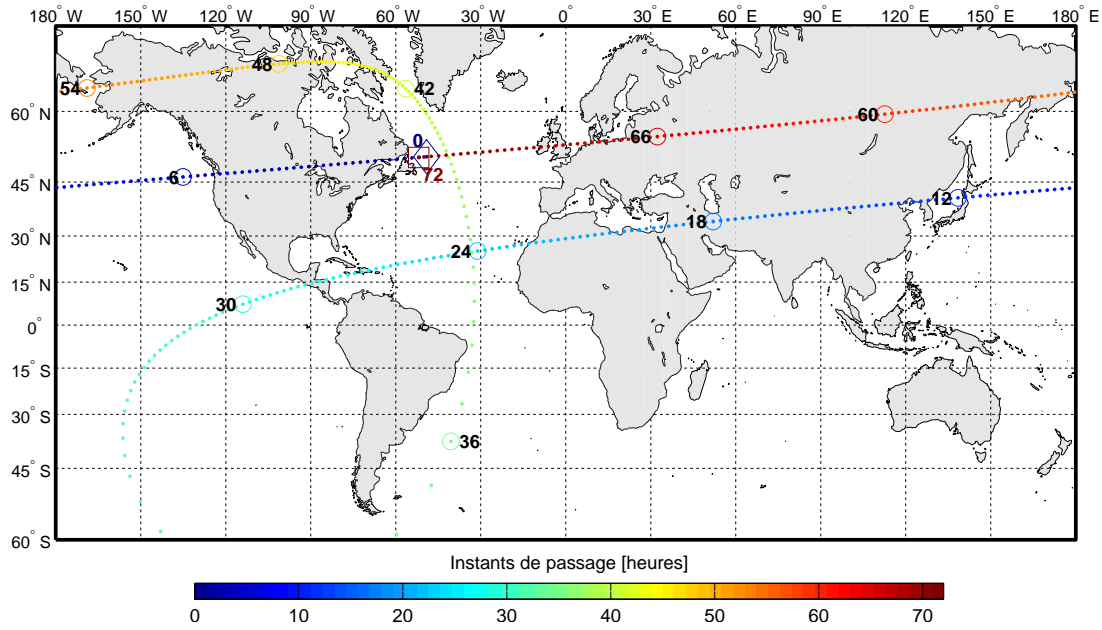 180° W 150° W 120° W 90° W 60° W 30° W 0° 30° E 60° E 90° E 120° E 150° E 180° E
48
54
42
60° N
60
66
0
72
6
45° N
12
18
30° N
24
15° N
30
0°
15° S
30° S
36
45° S
60° S
Instants de passage [heures]
0 10 20 30 40 50 60 70